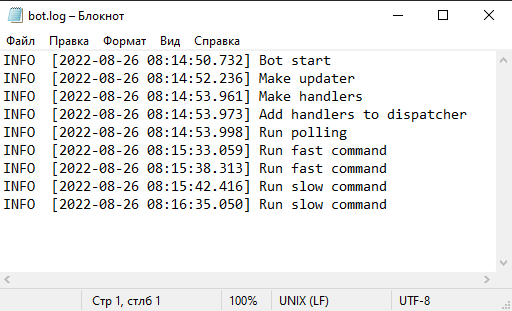 bot.log – Блокнот
Файл Правка Формат Вид Справка
INFO [2022-08-26 08:14:50.732] Bot start
INFO [2022-08-26 08:14:52.236] Make updater
INFO [2022-08-26 08:14:53.961] Make handlers
INFO [2022-08-26 08:14:53.973] Add handlers to dispatcher
INFO [2022-08-26 08:14:53.998] Run polling
INFO [2022-08-26 08:15:33.059] Run fast command
INFO [2022-08-26 08:15:38.313] Run fast command
INFO [2022-08-26 08:15:42.416] Run slow command
INFO [2022-08-26 08:16:35.050] Run slow command
Стр 1, стлб 1 100% UNIX (LF) UTF-8